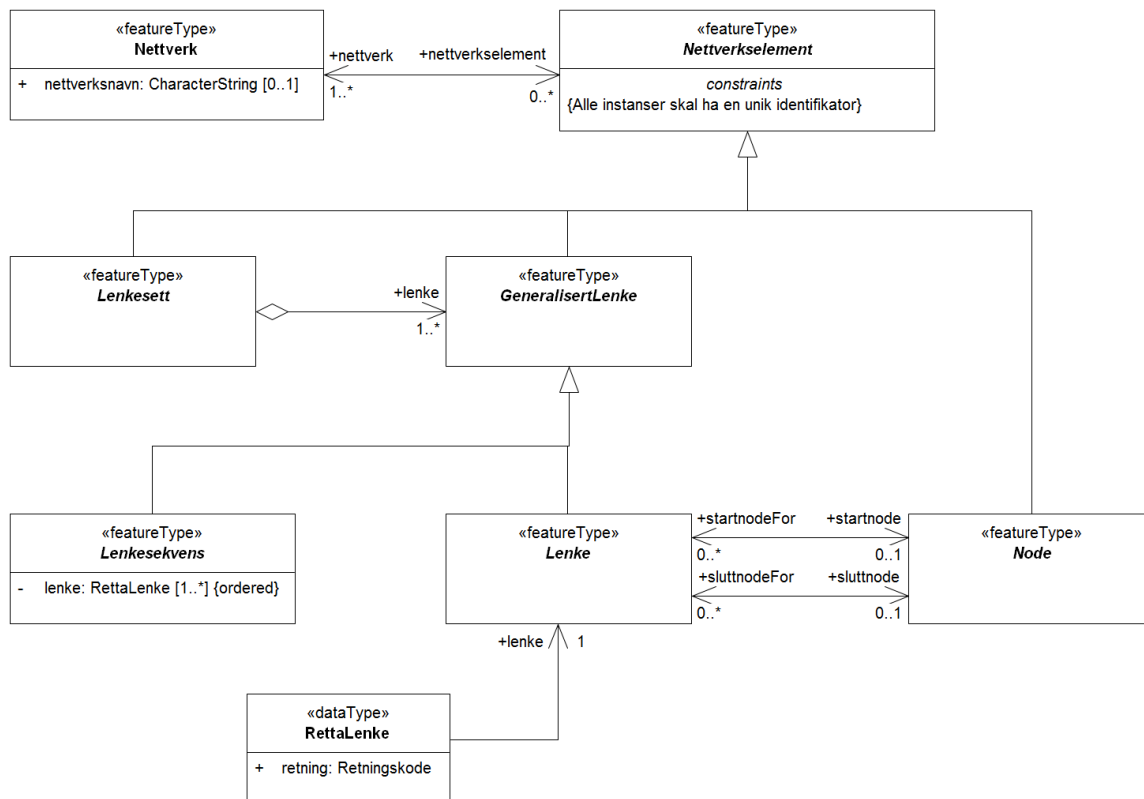 «featureType»
Nettverk
+ nettverksnavn: CharacterString [0..1]
+nettverk
1..*
+nettverkselement
0..*
«featureType»
Nettverkselement
constraints
{Alle instanser skal ha en unik identifikator}
«featureType»
Lenkesett
+lenke
1..*
«featureType»
GeneralisertLenke
«featureType»
Lenkesekvens
- lenke: RettaLenke [1..*] {ordered}
«featureType»
Lenke
+startnodeFor
0..*
+startnode
0..1
+sluttnodeFor
0..*
+sluttnode
0..1
«featureType»
Node
+lenke
1
«dataType»
RettaLenke
+ retning: Retningskode